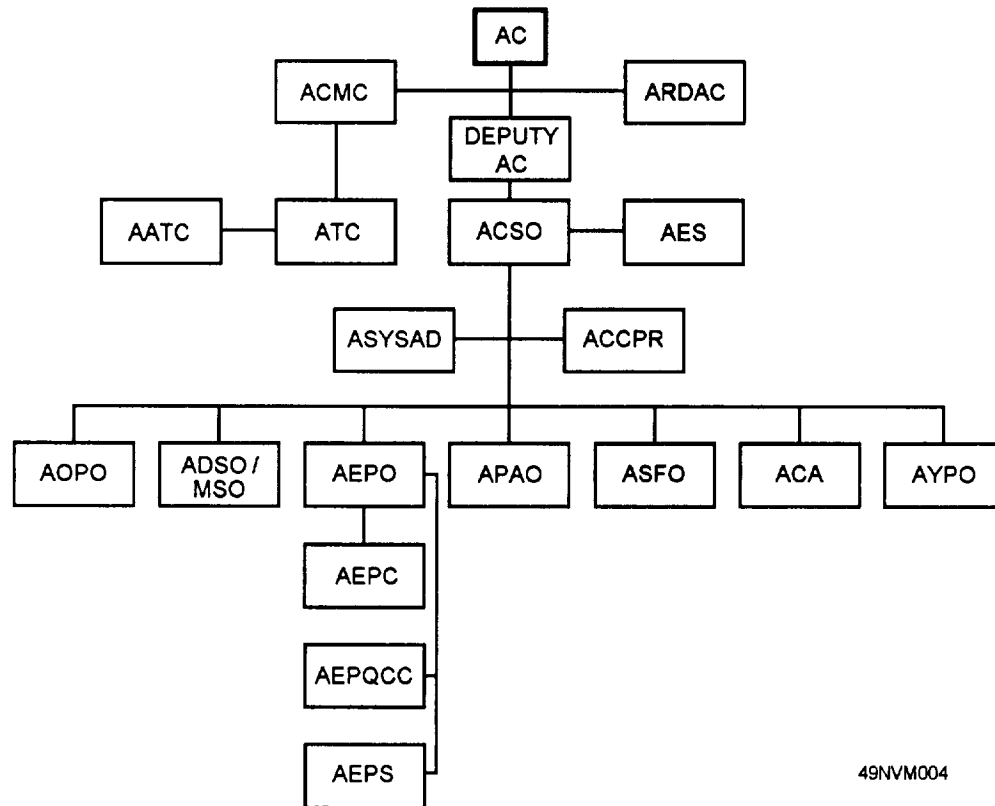 AC
ACMC
ARDAC
DEPUTY
AC
AATC
ATC
ACSO
AES
ASYSAD
ACCPR
AOPO
ADSO /
MSO
AEPO
APAO
ASFO
ACA
AYPO
AEPC
AEPQCC
AEPS
49NVM004